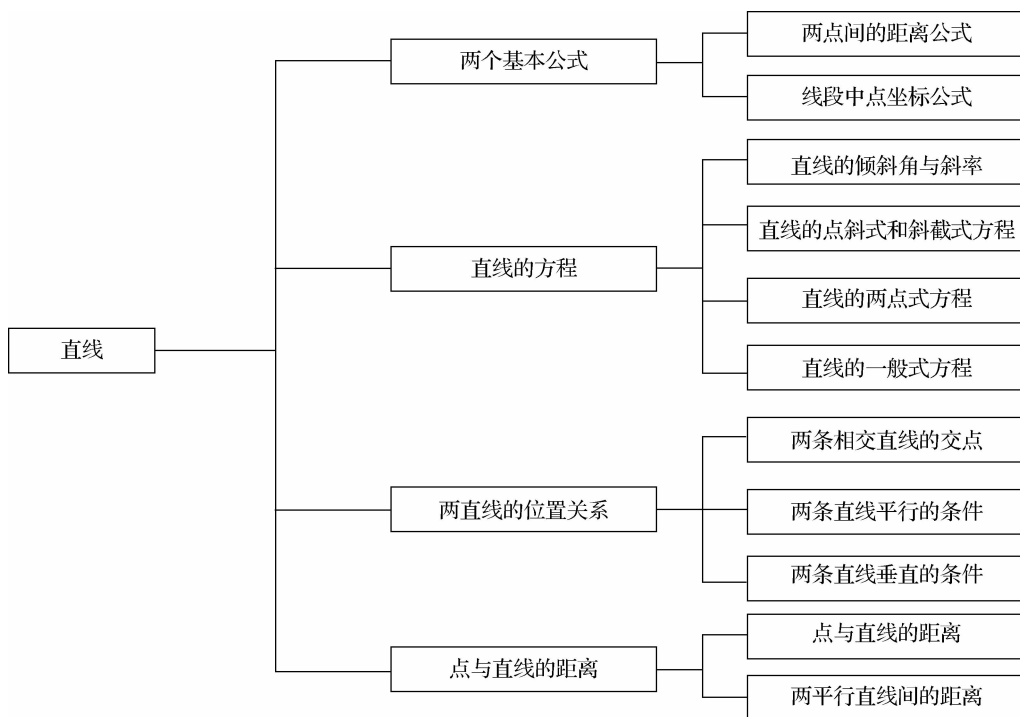 直线
两个基本公式
两点间的距离公式
线段中点坐标公式
直线的方程
直线的倾斜角与斜率
直线的点斜式和斜截式方程
直线的两点式方程
直线的一般式方程
两直线的位置关系
两条相交直线的交点
两条直线平行的条件
两条直线垂直的条件
点与直线的距离
点与直线的距离
两平行直线间的距离